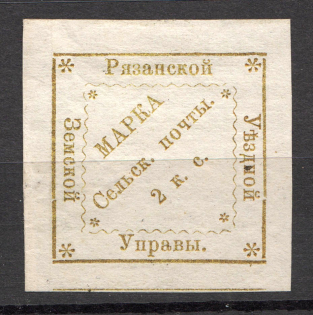 Рязанской
Уѣздной
Земской
Управы.
МАРКА
Сельск. почты.
2 к. с.